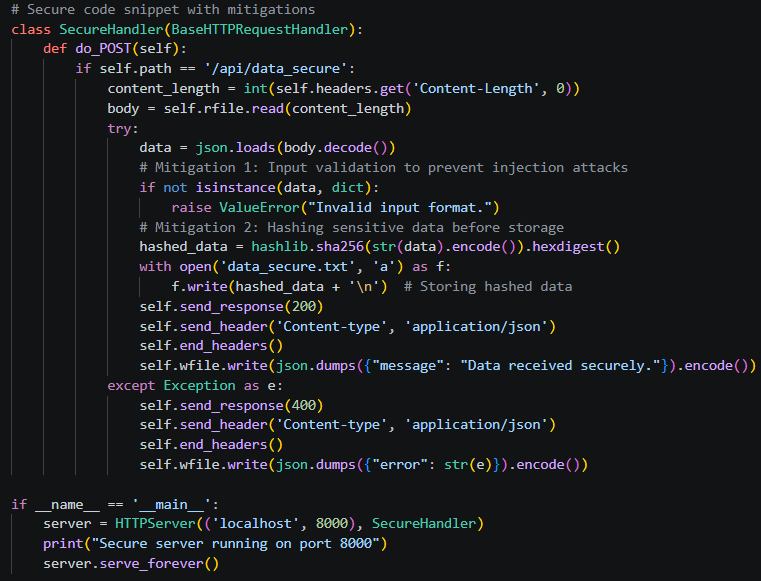 # Secure code snippet with mitigations
class SecureHandler(BaseHTTPRequestHandler):
    def do_POST(self):
        if self.path == '/api/data_secure':
            content_length = int(self.headers.get('Content-Length', 0))
            body = self.rfile.read(content_length)
            try:
                data = json.loads(body.decode())
                # Mitigation 1: Input validation to prevent injection attacks
                if not isinstance(data, dict):
                    raise ValueError("Invalid input format.")
                # Mitigation 2: Hashing sensitive data before storage
                hashed_data = hashlib.sha256(str(data).encode()).hexdigest()
                with open('data_secure.txt', 'a') as f:
                    f.write(hashed_data + '\n')  # Storing hashed data
                self.send_response(200)
                self.send_header('Content-type', 'application/json')
                self.end_headers()
                self.wfile.write(json.dumps({"message": "Data received securely."}).encode())
            except Exception as e:
                self.send_response(400)
                self.send_header('Content-type', 'application/json')
                self.end_headers()
                self.wfile.write(json.dumps({"error": str(e)}).encode())

if __name__ == '__main__':
    server = HTTPServer(('localhost', 8000), SecureHandler)
    print("Secure server running on port 8000")
    server.serve_forever()